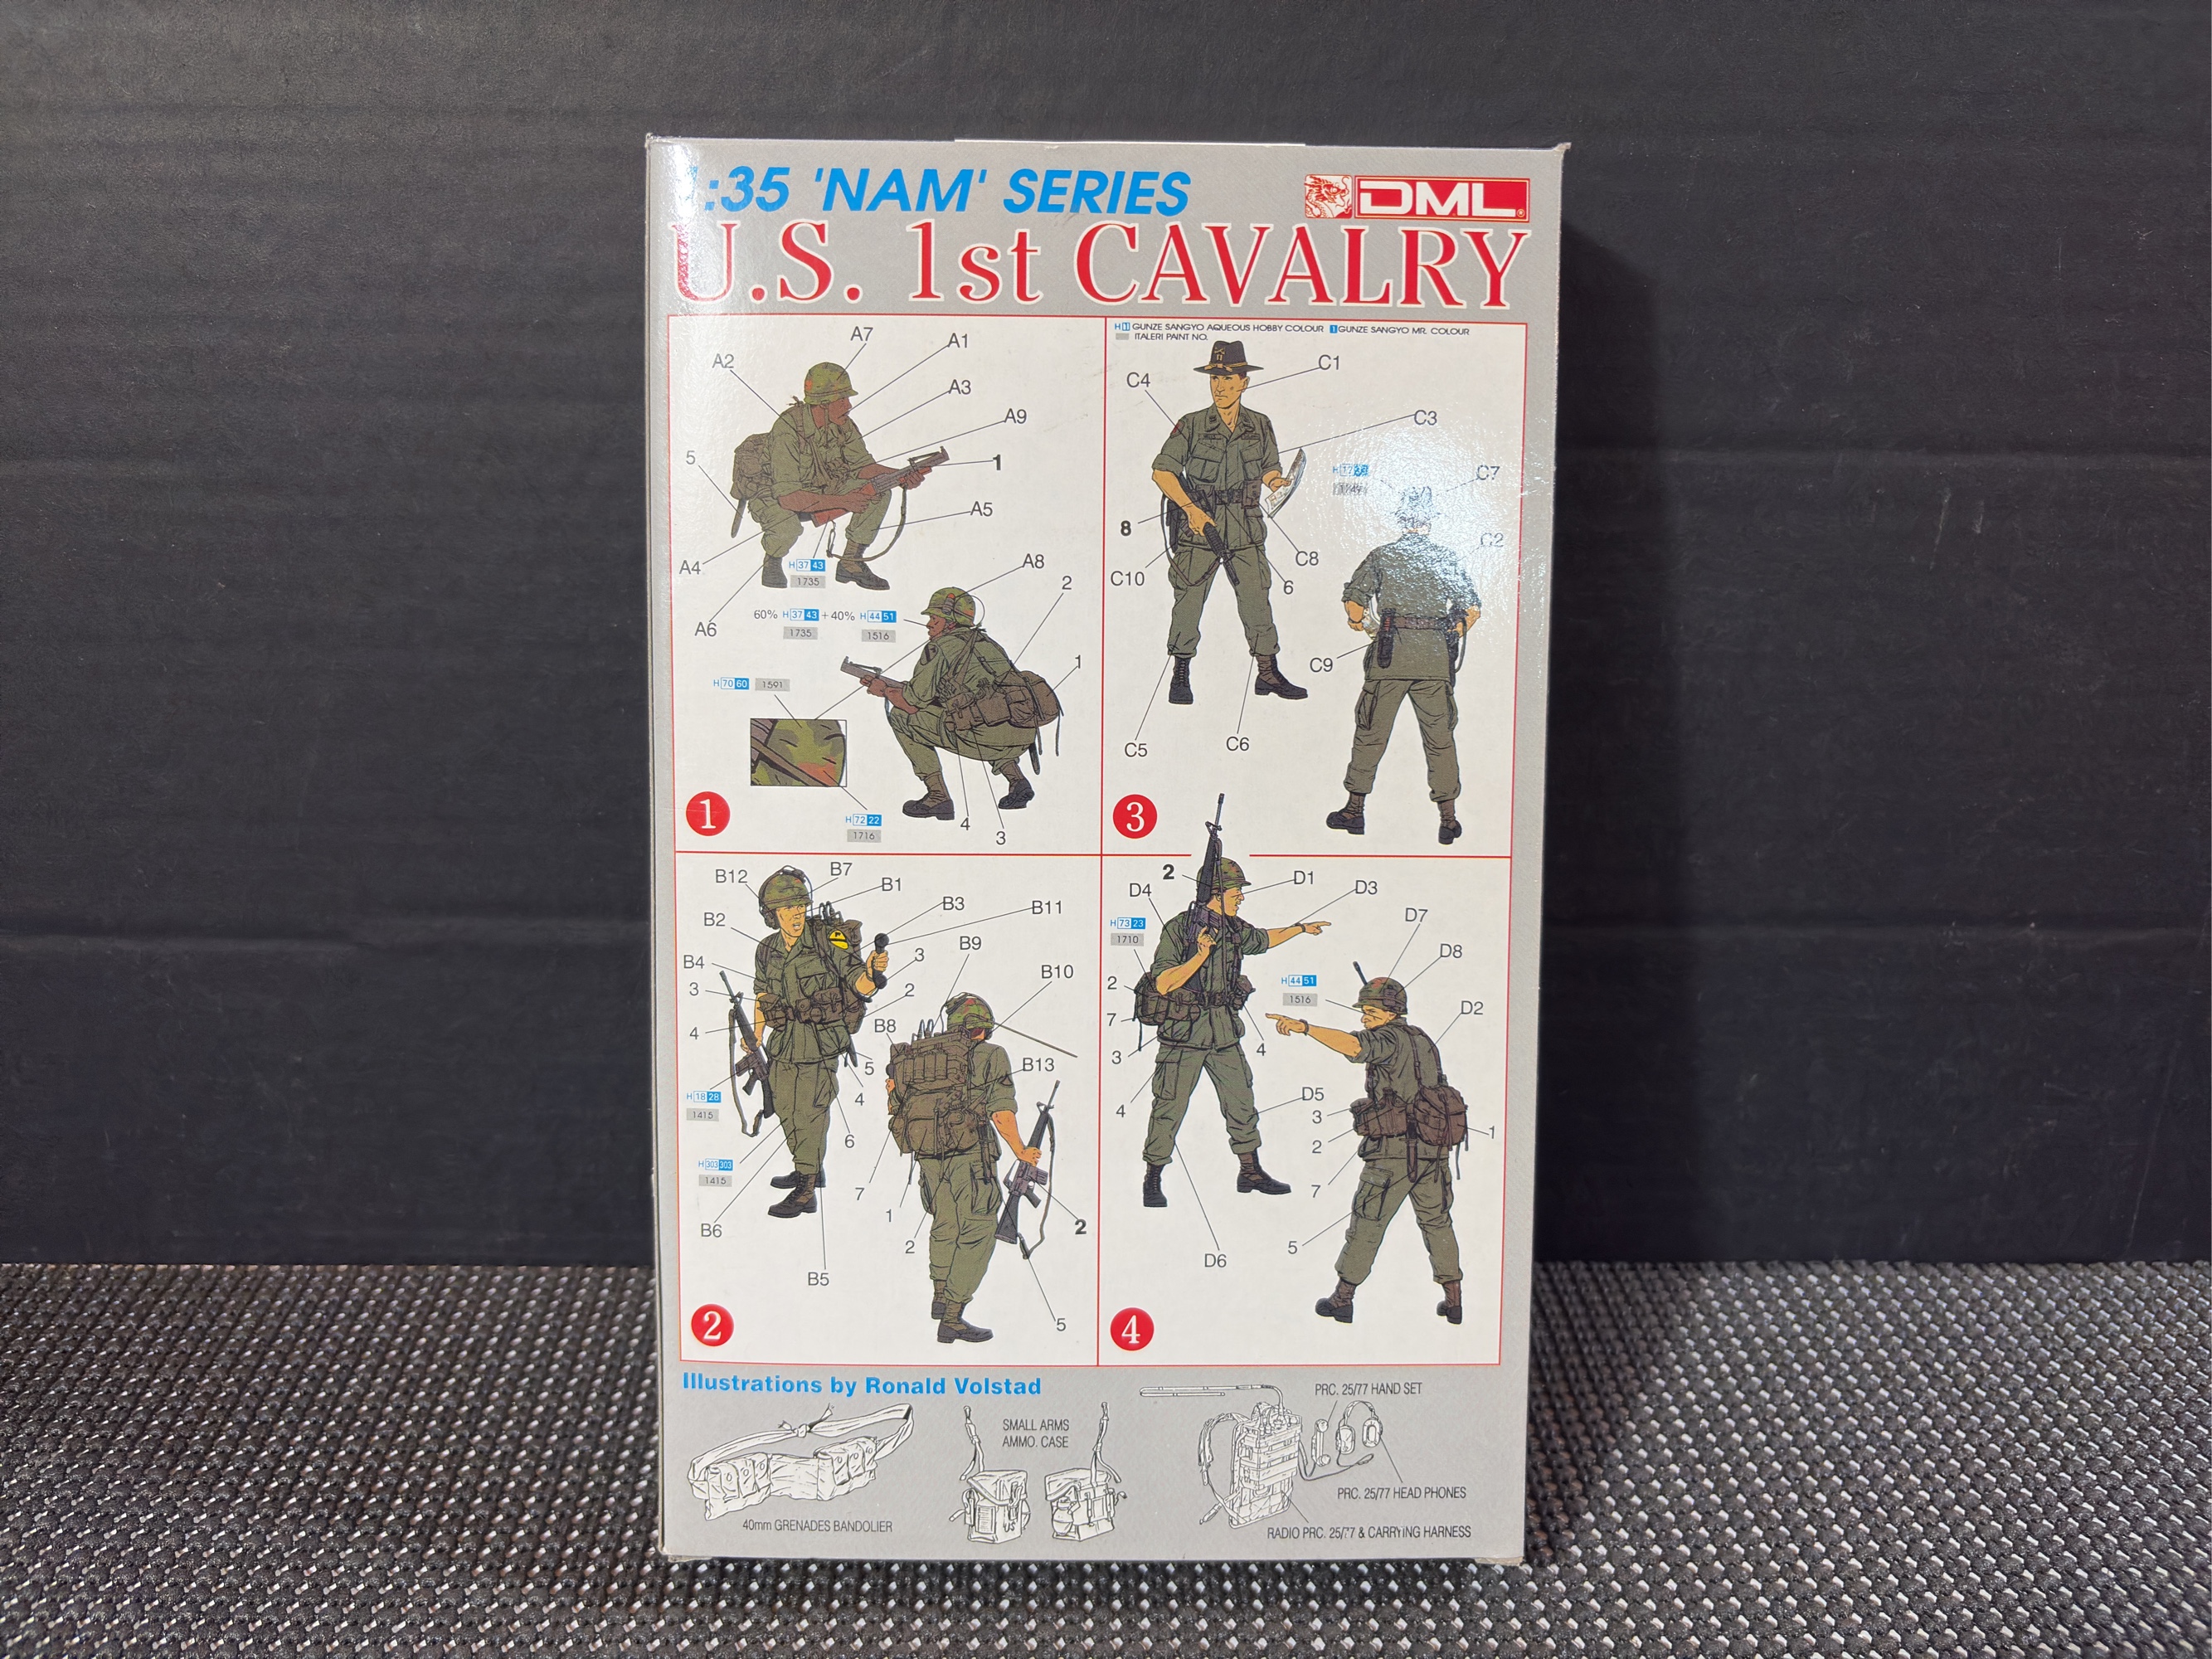 1:35 'NAM' SERIES
DML
U.S. 1st CAVALRY
A7
A1
A2
A3
A9
5
1
A5
A4
H 37 43
1735
A6
A8
2
60% H 37 43 + 40% H 44 51
1735
1516
1
H 70 60 1591
H 72 22
1716
4
3
1
H 1 GUNZE SANGYO AQUEOUS HOBBY COLOUR 1 GUNZE SANGYO MR. COLOUR
ITALERI PAINT NO.
C1
C4
C3
C7
8
C2
C10
C8
6
C9
C5
C6
3
B12
B7
B1
B2
B3
B11
B9
B4
3
3
B10
2
4
B8
5
B13
4
H 18 28
1415
6
H 303 303
1415
7
1
2
B6
2
B5
5
2
2
D1
D4
D3
H 73 23
1710
D7
D8
2
H 44 51
1516
D2
7
4
3
D5
4
3
2
1
7
5
D6
4
Illustrations by Ronald Volstad
PRC. 25/77 HAND SET
SMALL ARMS
AMMO. CASE
PRC. 25/77 HEAD PHONES
40mm GRENADES BANDOLIER
RADIO PRC. 25/77 & CARRYING HARNESS